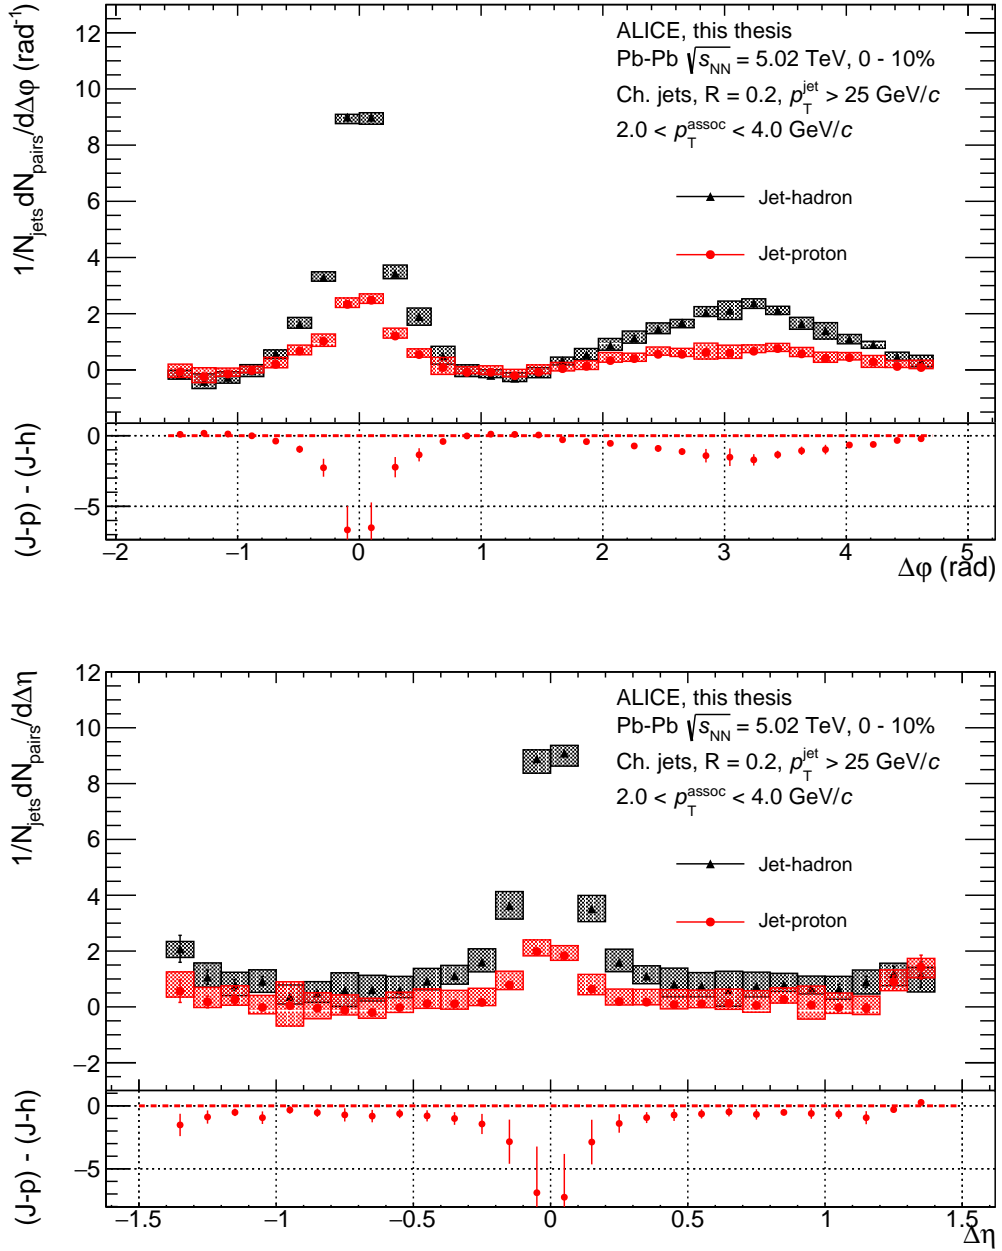 1/N_jets dN_pairs/dΔφ (rad^-1)
12
10
8
6
4
2
0
ALICE, this thesis
Pb-Pb √s_NN = 5.02 TeV, 0 - 10%
Ch. jets, R = 0.2, p_T^jet > 25 GeV/c
2.0 < p_T^assoc < 4.0 GeV/c
Jet-hadron
Jet-proton
(J-p) - (J-h)
0
−5
−2 −1 0 1 2 3 4 5
Δφ (rad)
1/N_jets dN_pairs/dΔη
12
10
8
6
4
2
0
−2
ALICE, this thesis
Pb-Pb √s_NN = 5.02 TeV, 0 - 10%
Ch. jets, R = 0.2, p_T^jet > 25 GeV/c
2.0 < p_T^assoc < 4.0 GeV/c
Jet-hadron
Jet-proton
(J-p) - (J-h)
0
−5
−1.5 −1 −0.5 0 0.5 1 1.5
Δη